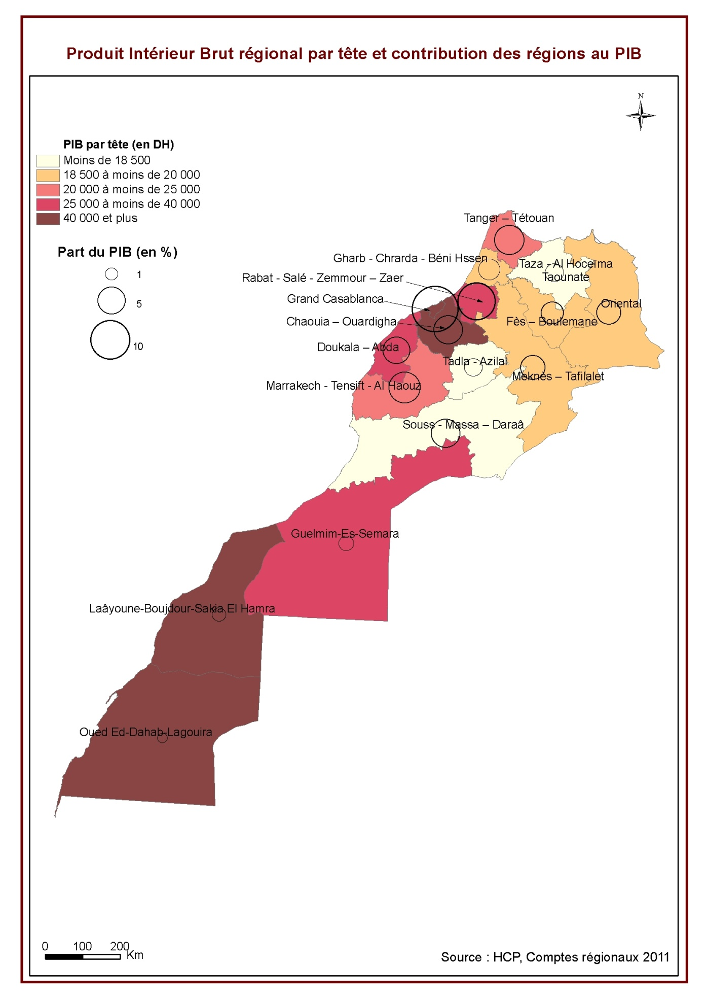 Produit Intérieur Brut régional par tête et contribution des régions au PIB
N
PIB par tête (en DH)
Moins de 18 500
18 500 à moins de 20 000
20 000 à moins de 25 000
25 000 à moins de 40 000
40 000 et plus
Part du PIB (en %)
1
5
10
Tanger – Tétouan
Gharb - Chrarda - Béni Hssen
Taza - Al Hoceïma
Taounate
Rabat - Salé - Zemmour – Zaer
Grand Casablanca
Oriental
Chaouia – Ouardigha
Fès – Boulemane
Doukala – Abda
Tadla - Azilal
Meknès – Tafilalet
Marrakech - Tensift - Al Haouz
Souss - Massa – Daraâ
Guelmim-Es-Semara
Laâyoune-Boujdour-Sakia El Hamra
Oued Ed-Dahab-Lagouira
0 100 200
Km
Source : HCP, Comptes régionaux 2011